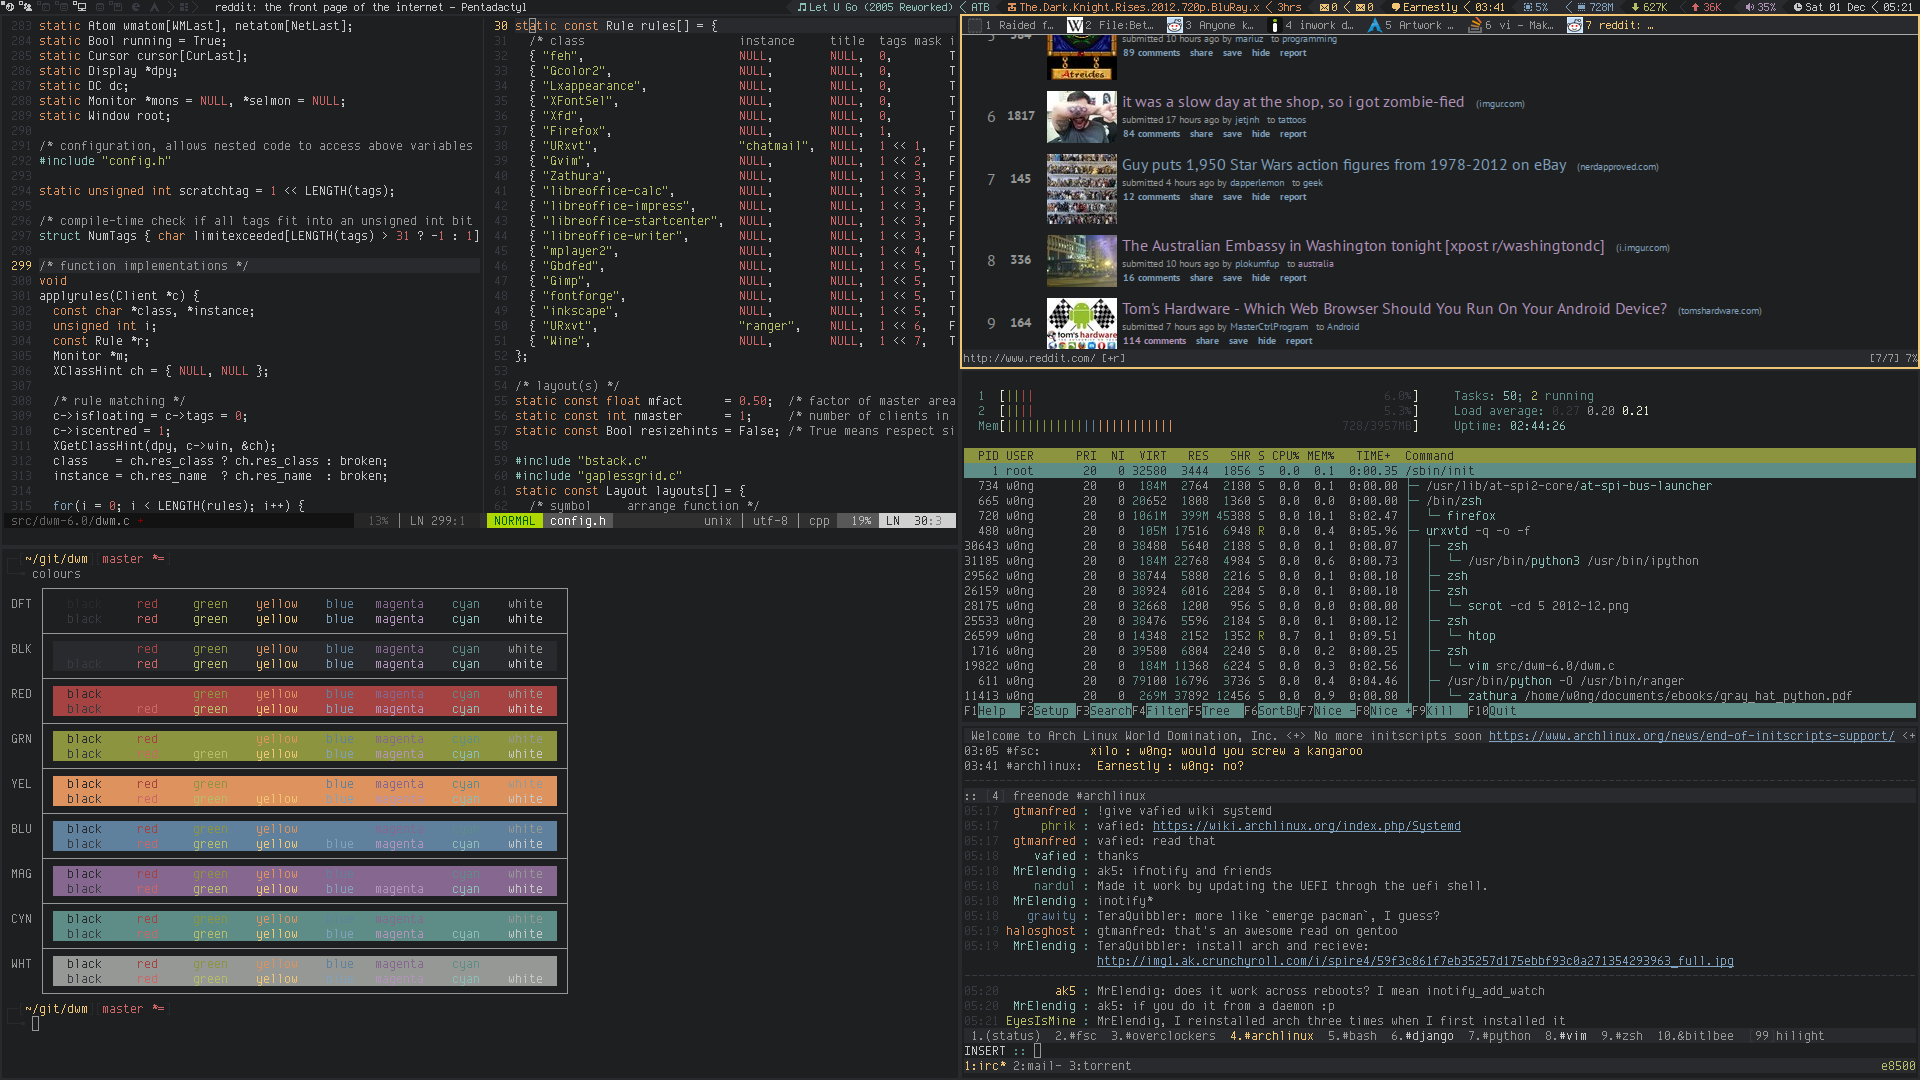 reddit: the front page of the internet - Pentadactyl
Let U Go (2005 Reworked) ATB The.Dark.Knight.Rises.2012.720p.BluRay.x 3hrs 0 0 Earnestly 03:41 5% 728M 627K 36K 35% Sat 01 Dec 05:21
283 static Atom wmatom[WMLast], netatom[NetLast];
284 static Bool running = True;
285 static Cursor cursor[CurLast];
286 static Display *dpy;
287 static DC dc;
288 static Monitor *mons = NULL, *selmon = NULL;
289 static Window root;
290
291 /* configuration, allows nested code to access above variables
292 #include "config.h"
293
294 static unsigned int scratchtag = 1 << LENGTH(tags);
295
296 /* compile-time check if all tags fit into an unsigned int bit
297 struct NumTags { char limitexceeded[LENGTH(tags) > 31 ? -1 : 1]
298
299 /* function implementations */
300 void
301 applyrules(Client *c) {
302 const char *class, *instance;
303 unsigned int i;
304 const Rule *r;
305 Monitor *m;
306 XClassHint ch = { NULL, NULL };
307
308 /* rule matching */
309 c->isfloating = c->tags = 0;
310 c->iscentred = 1;
311 XGetClassHint(dpy, c->win, &ch);
312 class = ch.res_class ? ch.res_class : broken;
313 instance = ch.res_name ? ch.res_name : broken;
314
315 for(i = 0; i < LENGTH(rules); i++) {
src/dwm-6.0/dwm.c + 13% LN 299:1
30 static const Rule rules[] = {
31 /* class instance title tags mask i
32 { "feh", NULL, NULL, 0, T
33 { "Gcolor2", NULL, NULL, 0, T
34 { "Lxappearance", NULL, NULL, 0, T
35 { "XFontSel", NULL, NULL, 0, T
36 { "Xfd", NULL, NULL, 0, T
37 { "Firefox", NULL, NULL, 1, F
38 { "URxvt", "chatmail", NULL, 1 << 1, F
39 { "Gvim", NULL, NULL, 1 << 2, F
40 { "Zathura", NULL, NULL, 1 << 3, F
41 { "libreoffice-calc", NULL, NULL, 1 << 3, F
42 { "libreoffice-impress", NULL, NULL, 1 << 3, F
43 { "libreoffice-startcenter", NULL, NULL, 1 << 3, F
44 { "libreoffice-writer", NULL, NULL, 1 << 3, F
45 { "mplayer2", NULL, NULL, 1 << 4, T
46 { "Gbdfed", NULL, NULL, 1 << 5, T
47 { "Gimp", NULL, NULL, 1 << 5, T
48 { "fontforge", NULL, NULL, 1 << 5, T
49 { "inkscape", NULL, NULL, 1 << 5, T
50 { "URxvt", "ranger", NULL, 1 << 6, F
51 { "Wine", NULL, NULL, 1 << 7, T
52 };
53
54 /* layout(s) */
55 static const float mfact = 0.50; /* factor of master area
56 static const int nmaster = 1; /* number of clients in
57 static const Bool resizehints = False; /* True means respect si
58
59 #include "bstack.c"
60 #include "gaplessgrid.c"
61 static const Layout layouts[] = {
62 /* symbol arrange function */
NORMAL config.h unix utf-8 cpp 19% LN 30:3
~/git/dwm master *=
colours
DFT black red green yellow blue magenta cyan white
black red green yellow blue magenta cyan white
BLK red green yellow blue magenta cyan white
black red green yellow blue magenta cyan white
RED black green yellow blue magenta cyan white
black red green yellow blue magenta cyan white
GRN black red yellow blue magenta cyan white
black red green yellow blue magenta cyan white
YEL black red green blue magenta cyan white
black red green yellow blue magenta cyan white
BLU black red green yellow magenta cyan white
black red green yellow blue magenta cyan white
MAG black red green yellow blue cyan white
black red green yellow blue magenta cyan white
CYN black red green yellow blue magenta white
black red green yellow blue magenta cyan white
WHT black red green yellow blue magenta cyan
black red green yellow blue magenta cyan white
~/git/dwm master *=
1 Raided f… 2 File:Bet… 3 Anyone k… 4 inwork d… 5 Artwork … 6 vi - Mak… 7 reddit: …
submitted 10 hours ago by mariuz to programming
89 comments share save hide report
Atreides
6 1817 it was a slow day at the shop, so i got zombie-fied (imgur.com)
submitted 17 hours ago by jetjnh to tattoos
84 comments share save hide report
7 145 Guy puts 1,950 Star Wars action figures from 1978-2012 on eBay (nerdapproved.com)
submitted 4 hours ago by dapperlemon to geek
12 comments share save hide report
8 336 The Australian Embassy in Washington tonight [xpost r/washingtondc] (i.imgur.com)
submitted 10 hours ago by plokumfup to australia
16 comments share save hide report
9 164 Tom's Hardware - Which Web Browser Should You Run On Your Android Device? (tomshardware.com)
submitted 7 hours ago by MasterCtrlProgram to Android
tom's hardware
114 comments share save hide report
http://www.reddit.com/ [+r] [7/7] 7%
1 [|||| 6.0%] Tasks: 50; 2 running
2 [|||| 5.3%] Load average: 0.27 0.20 0.21
Mem[|||||||||||||||||||||||| 728/3957MB] Uptime: 02:44:26
PID USER PRI NI VIRT RES SHR S CPU% MEM% TIME+ Command
1 root 20 0 32580 3444 1856 S 0.0 0.1 0:00.35 /sbin/init
734 w0ng 20 0 184M 2764 2180 S 0.0 0.1 0:00.00 /usr/lib/at-spi2-core/at-spi-bus-launcher
665 w0ng 20 0 20652 1808 1360 S 0.0 0.0 0:00.00 /bin/zsh
720 w0ng 20 0 1061M 399M 45388 S 0.0 10.1 8:02.47 firefox
480 w0ng 20 0 105M 17516 6948 R 0.0 0.4 0:05.96 urxvtd -q -o -f
30643 w0ng 20 0 38480 5640 2188 S 0.0 0.1 0:00.07 zsh
31185 w0ng 20 0 184M 22768 4984 S 0.0 0.6 0:00.73 /usr/bin/python3 /usr/bin/ipython
29562 w0ng 20 0 38744 5880 2216 S 0.0 0.1 0:00.10 zsh
26159 w0ng 20 0 38924 6016 2204 S 0.0 0.1 0:00.10 zsh
28175 w0ng 20 0 32668 1200 956 S 0.0 0.0 0:00.00 scrot -cd 5 2012-12.png
25533 w0ng 20 0 38476 5596 2184 S 0.0 0.1 0:00.12 zsh
26599 w0ng 20 0 14348 2152 1352 R 0.7 0.1 0:09.51 htop
1716 w0ng 20 0 39580 6804 2240 S 0.0 0.2 0:00.25 zsh
19822 w0ng 20 0 184M 11368 6224 S 0.0 0.3 0:02.56 vim src/dwm-6.0/dwm.c
611 w0ng 20 0 79100 16796 3736 S 0.0 0.4 0:04.46 /usr/bin/python -O /usr/bin/ranger
11413 w0ng 20 0 269M 37892 12456 S 0.0 0.9 0:00.80 zathura /home/w0ng/documents/ebooks/gray_hat_python.pdf
F1Help F2Setup F3SearchF4FilterF5Tree F6SortByF7Nice -F8Nice +F9Kill F10Quit
Welcome to Arch Linux World Domination, Inc. <+> No more initscripts soon https://www.archlinux.org/news/end-of-initscripts-support/ <+
03:05 #fsc: xilo : w0ng: would you screw a kangaroo
03:41 #archlinux: Earnestly : w0ng: no?
:: [4] freenode #archlinux
05:17 gtmanfred : !give vafied wiki systemd
05:17 phrik : vafied: https://wiki.archlinux.org/index.php/Systemd
05:17 gtmanfred : vafied: read that
05:18 vafied : thanks
05:18 MrElendig : ak5: ifnotify and friends
05:18 nardul : Made it work by updating the UEFI throgh the uefi shell.
05:18 MrElendig : inotify*
05:18 grawity : TeraQuibbler: more like `emerge pacman`, I guess?
05:19 halosghost : gtmanfred: that's an awesome read on gentoo
05:19 MrElendig : TeraQuibbler: install arch and recieve:
http://img1.ak.crunchyroll.com/i/spire4/59f3c861f7eb35257d175ebbf93c0a271354293963_full.jpg
05:20 ak5 : MrElendig: does it work across reboots? I mean inotify_add_watch
05:20 MrElendig : ak5: if you do it from a daemon :p
05:21 EyesIsMine : MrElendig, I reinstalled arch three times when I first installed it
1.(status) 2.#fsc 3.#overclockers 4.#archlinux 5.#bash 6.#django 7.#python 8.#vim 9.#zsh 10.&bitlbee [99] hilight
INSERT ::
1:irc* 2:mail- 3:torrent e8500